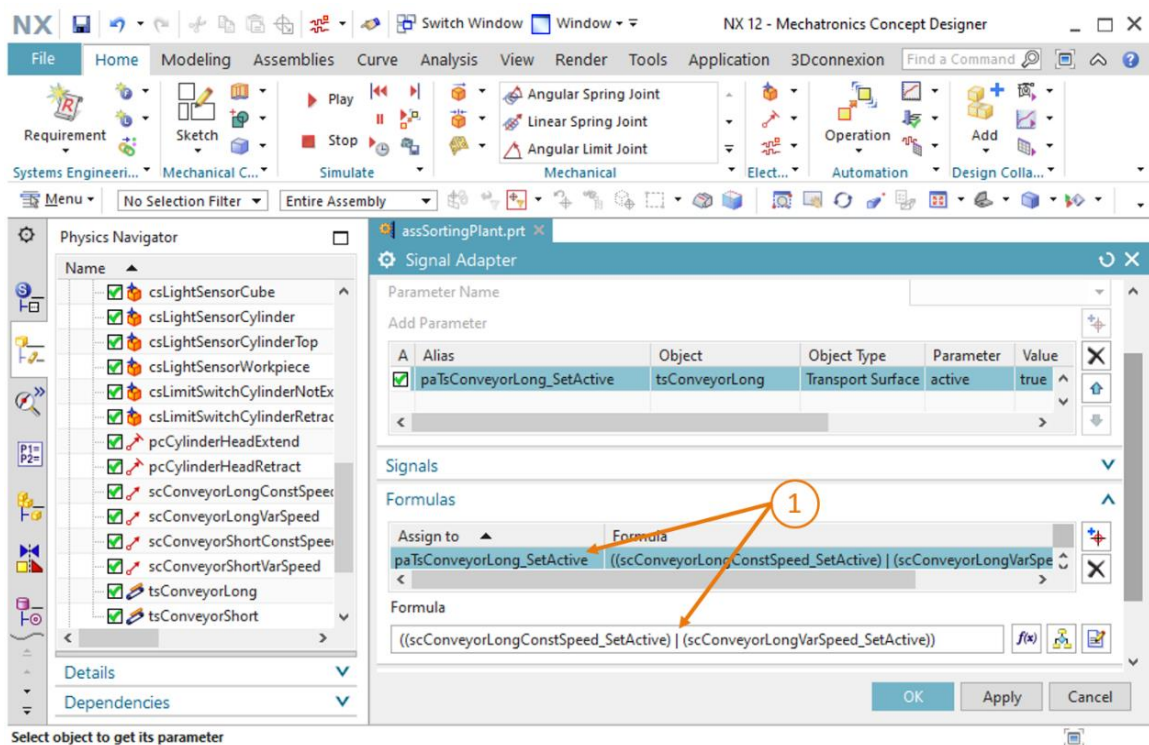 NX Switch Window Window NX 12 - Mechatronics Concept Designer
File Home Modeling Assemblies Curve Analysis View Render Tools Application 3Dconnexion Find a Command
Requirement Sketch Play Stop Angular Spring Joint
Linear Spring Joint
Angular Limit Joint
Operation Add
Systems Engineeri... Mechanical C... Simulate Mechanical Elect... Automation Design Colla...
Menu No Selection Filter Entire Assembly
Physics Navigator
Name
csLightSensorCube
csLightSensorCylinder
csLightSensorCylinderTop
csLightSensorWorkpiece
csLimitSwitchCylinderNotEx
csLimitSwitchCylinderRetrac
pcCylinderHeadExtend
pcCylinderHeadRetract
scConveyorLongConstSpeed
scConveyorLongVarSpeed
scConveyorShortConstSpee
scConveyorShortVarSpeed
tsConveyorLong
tsConveyorShort
Details
Dependencies
P1=
P2=
assSortingPlant.prt
Signal Adapter
Parameter Name
Add Parameter
A Alias Object Object Type Parameter Value
paTsConveyorLong_SetActive tsConveyorLong Transport Surface active true
Signals
Formulas
1
Assign to Formula
paTsConveyorLong_SetActive ((scConveyorLongConstSpeed_SetActive) | (scConveyorLongVarSpe
Formula
((scConveyorLongConstSpeed_SetActive) | (scConveyorLongVarSpeed_SetActive)) f(x)
OK Apply Cancel
Select object to get its parameter